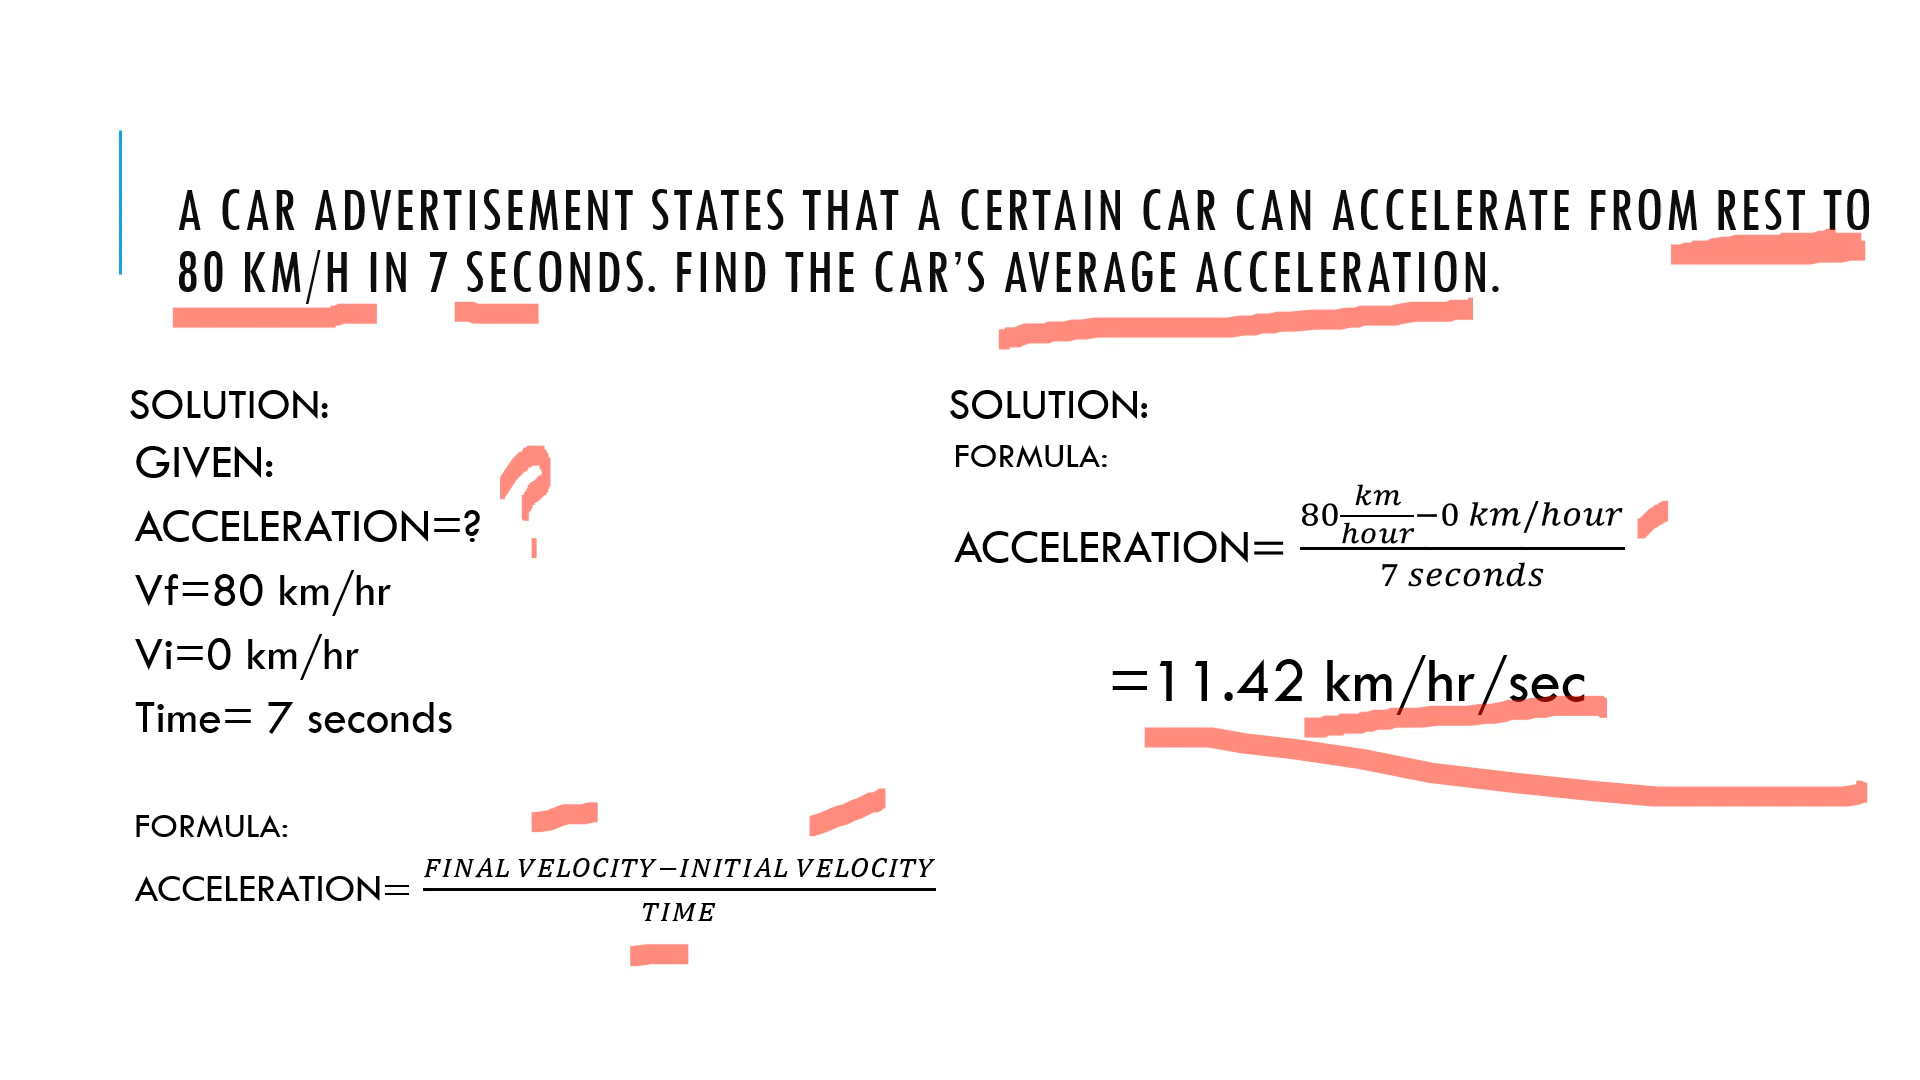 A CAR ADVERTISEMENT STATES THAT A CERTAIN CAR CAN ACCELERATE FROM REST TO
80 KM/H IN 7 SECONDS. FIND THE CAR’S AVERAGE ACCELERATION.
SOLUTION:
GIVEN:
ACCELERATION=?
?
Vf=80 km/hr
Vi=0 km/hr
Time= 7 seconds
FORMULA:
ACCELERATION= FINAL VELOCITY−INITIAL VELOCITY
TIME
SOLUTION:
FORMULA:
ACCELERATION= 80 km/hour −0 km/hour
7 seconds
=11.42 km/hr/sec